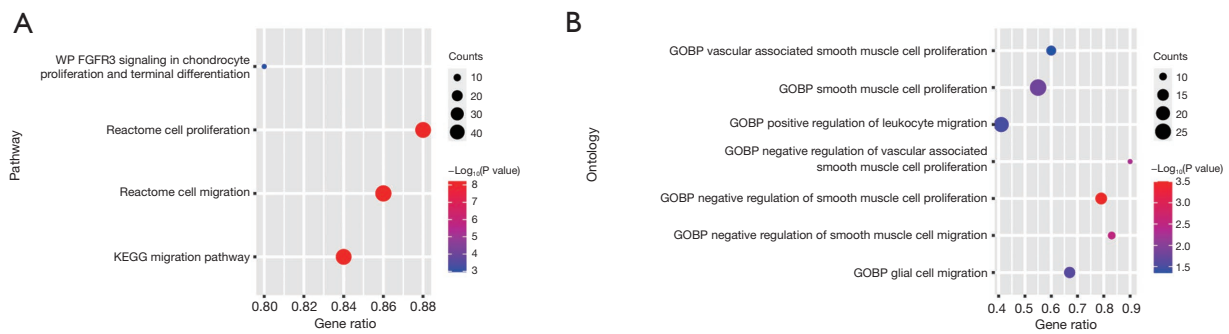 A
Pathway
WP FGFR3 signaling in chondrocyte
proliferation and terminal differentiation
Reactome cell proliferation
Reactome cell migration
KEGG migration pathway
0.80 0.82 0.84 0.86 0.88
Gene ratio
Counts
10
20
30
40
–Log₁₀(P value)
8
7
6
5
4
3
B
Ontology
GOBP vascular associated smooth muscle cell proliferation
GOBP smooth muscle cell proliferation
GOBP positive regulation of leukocyte migration
GOBP negative regulation of vascular associated
smooth muscle cell proliferation
GOBP negative regulation of smooth muscle cell proliferation
GOBP negative regulation of smooth muscle cell migration
GOBP glial cell migration
0.4 0.5 0.6 0.7 0.8 0.9
Gene ratio
Counts
10
15
20
25
–Log₁₀(P value)
3.5
3.0
2.5
2.0
1.5